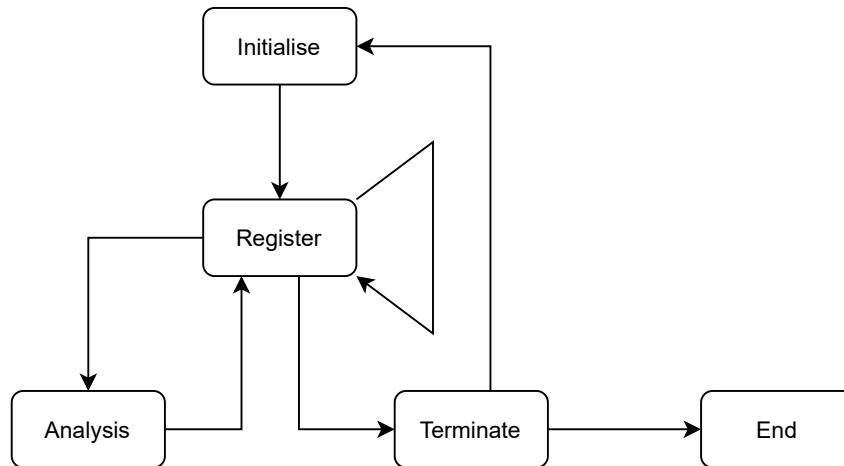 Initialise
Register
Analysis
Terminate
End